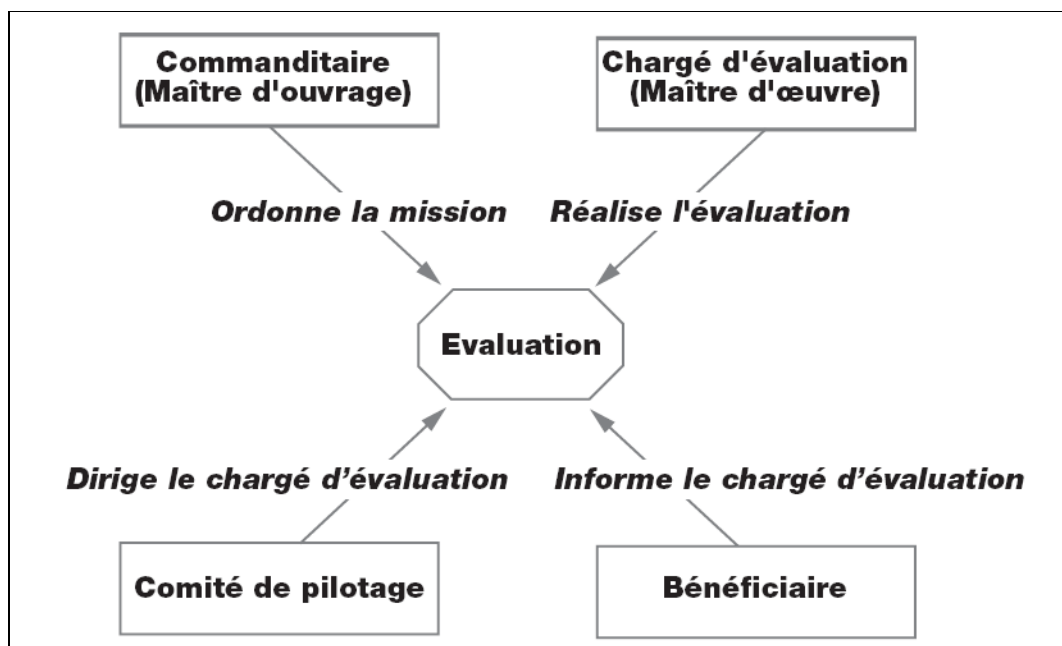 Commanditaire
(Maître d'ouvrage)
Chargé d'évaluation
(Maître d'œuvre)
Ordonne la mission
Réalise l'évaluation
Evaluation
Dirige le chargé d’évaluation
Informe le chargé d’évaluation
Comité de pilotage
Bénéficiaire